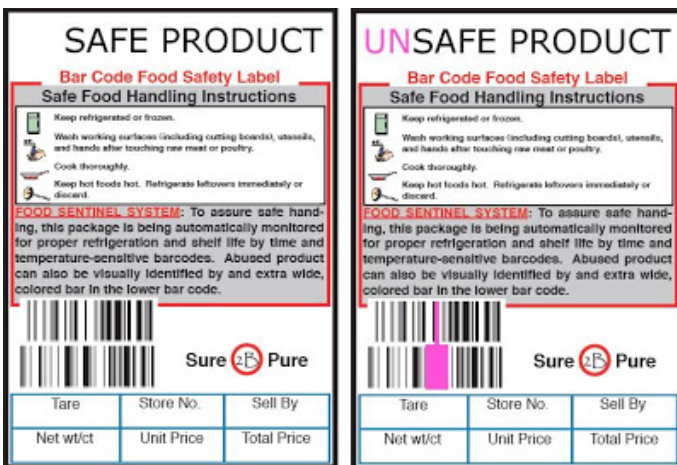 SAFE PRODUCT
Bar Code Food Safety Label
Safe Food Handling Instructions
Keep refrigerated or frozen.
Wash working surfaces (including cutting boards), utensils,
and hands after touching raw meat or
poultry.
Cook thoroughly.
Keep hot foods hot. Refrigerate leftovers immediately or
discard.
FOOD SENTINEL SYSTEM: To assure safe hand-
ing, this package is being automatically monitored
for proper refrigeration and shelf life by time and
temperature-sensitive barcodes. Abused product
can also be visually identified by and extra wide,
colored bar in the lower bar code.
Sure 2B Pure
Tare Store No. Sell By
Net wt/ct Unit Price Total Price
UNSAFE PRODUCT
Bar Code Food Safety Label
Safe Food Handling Instructions
Keep refrigerated or frozen.
Wash working surfaces (including cutting boards), utensils,
and hands after touching raw meat or
poultry.
Cook thoroughly.
Keep hot foods hot. Refrigerate leftovers immediately or
discard.
FOOD SENTINEL SYSTEM: To assure safe hand-
ing, this package is being automatically monitored
for proper refrigeration and shelf life by time and
temperature-sensitive barcodes. Abused product
can also be visually identified by and extra wide,
colored bar in the lower bar code.
Sure 2B Pure
Tare Store No. Sell By
Net wt/ct Unit Price Total Price